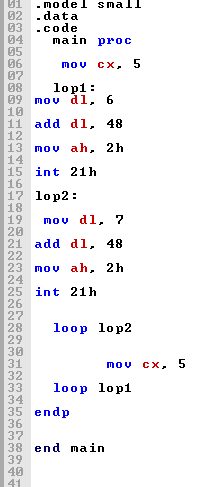 01 .model small
02 .data
03 .code
04 main proc
05
06 mov cx, 5
07
08 lop1:
09 mov dl, 6
10
11 add dl, 48
12
13 mov ah, 2h
14
15 int 21h
16
17 lop2:
18
19 mov dl, 7
20
21 add dl, 48
22
23 mov ah, 2h
24
25 int 21h
26
27
28 loop lop2
29
30
31 mov cx, 5
32
33 loop lop1
34
35 endp
36
37
38 end main
39
40
41